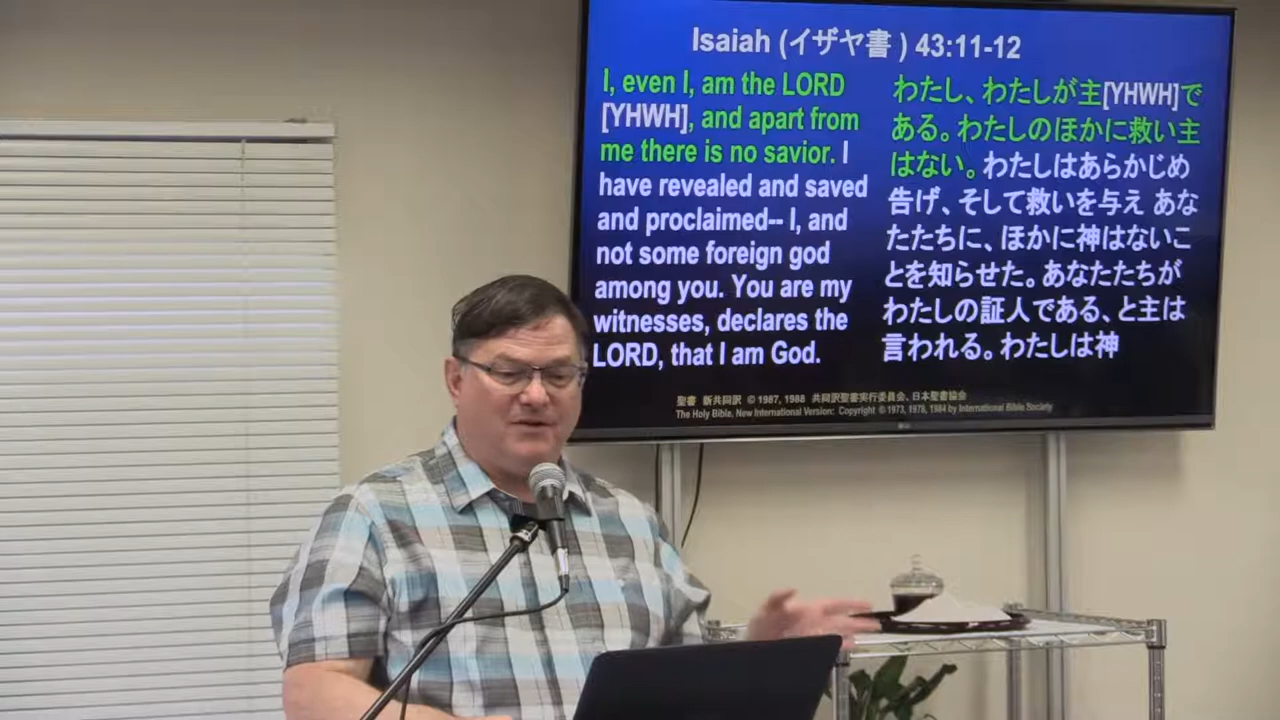 Isaiah (イザヤ書 ) 43:11-12
I, even I, am the LORD
[YHWH], and apart from
me there is no savior. I
have revealed and saved
and proclaimed-- I, and
not some foreign god
among you. You are my
witnesses, declares the
LORD, that I am God.
わたし、わたしが主[YHWH]で
ある。わたしのほかに救い主
はない。わたしはあらかじめ
告げ、そして救いを与え あな
たたちに、ほかに神はないこ
とを知らせた。あなたたちが
わたしの証人である、と主は
言われる。わたしは神
聖書 新共同訳 © 1987, 1988 共同訳聖書実行委員会、日本聖書協会
The Holy Bible, New International Version: Copyright © 1973, 1978, 1984 by International Bible Society
LG